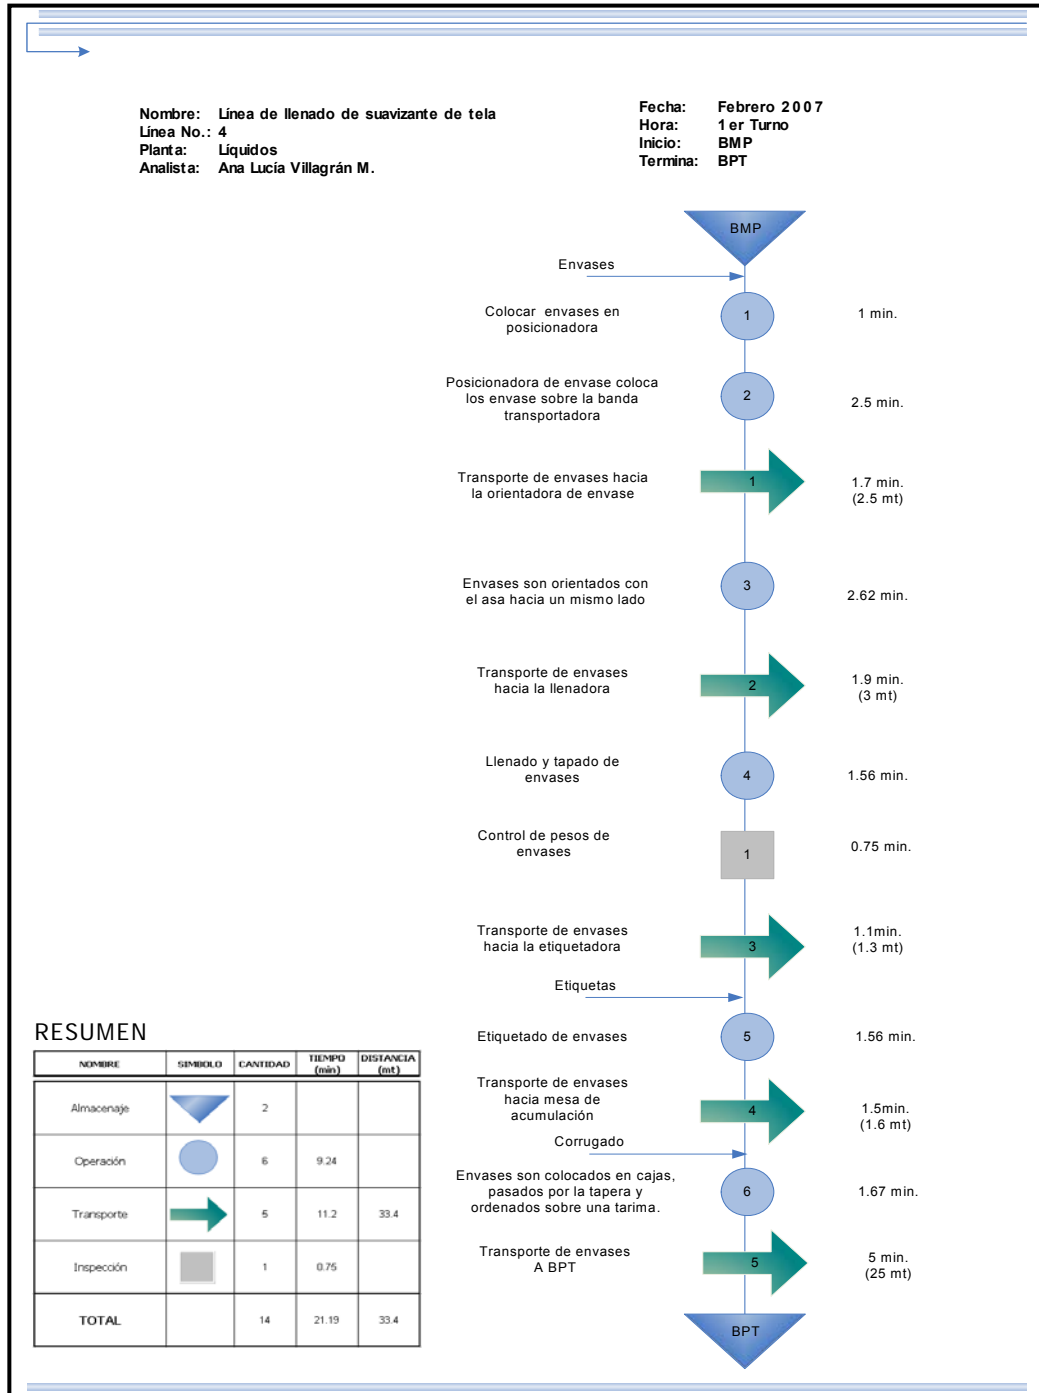 Nombre: Línea de llenado de suavizante de tela
Línea No.: 4
Planta: Líquidos
Analista: Ana Lucía Villagrán M.
Fecha: Febrero 2007
Hora: 1er Turno
Inicio: BMP
Termina: BPT
BMP
Envases
Colocar envases en
posicionadora
1
1 min.
Posicionadora de envase coloca
los envase sobre la banda
transportadora
2
2.5 min.
Transporte de envases hacia
la orientadora de envase
1
1.7 min.
(2.5 mt)
Envases son orientados con
el asa hacia un mismo lado
3
2.62 min.
Transporte de envases
hacia la llenadora
2
1.9 min.
(3 mt)
Llenado y tapado de
envases
4
1.56 min.
Control de pesos de
envases
1
0.75 min.
Transporte de envases
hacia la etiquetadora
3
1.1min.
(1.3 mt)
Etiquetas
Etiquetado de envases
5
1.56 min.
Transporte de envases
hacia mesa de
acumulación
4
1.5min.
(1.6 mt)
Corrugado
Envases son colocados en cajas,
pasados por la tapera y
ordenados sobre una tarima.
6
1.67 min.
Transporte de envases
A BPT
5
5 min.
(25 mt)
BPT
RESUMEN
NOMBRE SIMBOLO CANTIDAD TIEMPO (min) DISTANCIA (mt)
Almacenaje 2
Operación 6 9.24
Transporte 5 11.2 33.4
Inspección 1 0.75
TOTAL 14 21.19 33.4